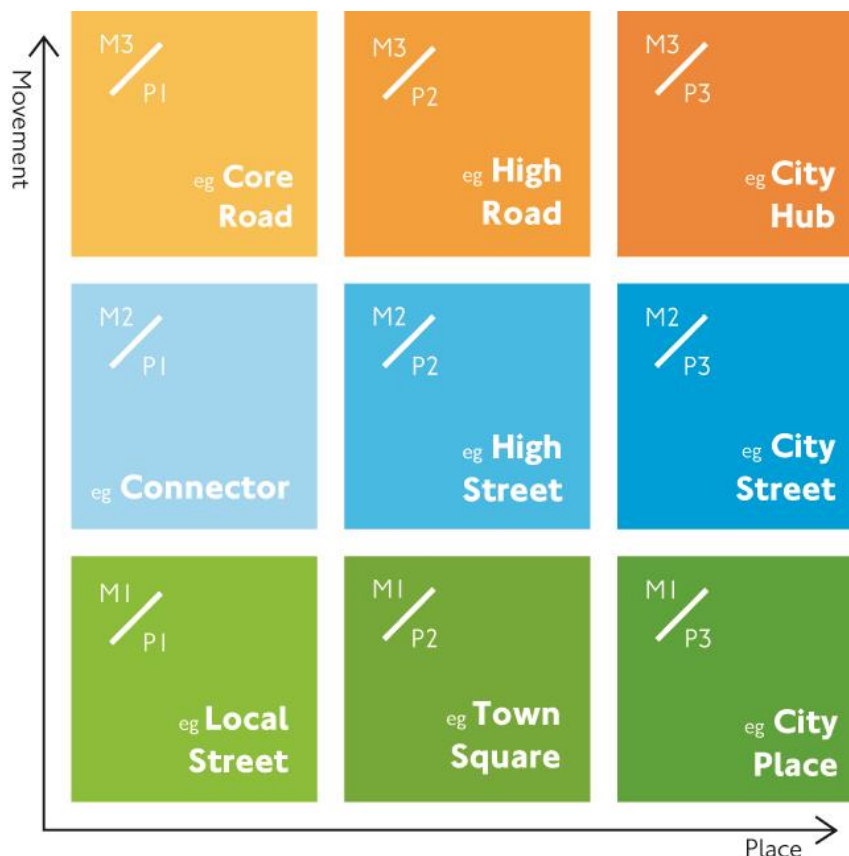 Movement
M3
P1
eg Core
Road
M3
P2
eg High
Road
M3
P3
eg City
Hub
M2
P1
eg Connector
M2
P2
eg High
Street
M2
P3
eg City
Street
M1
P1
eg Local
Street
M1
P2
eg Town
Square
M1
P3
eg City
Place
Place